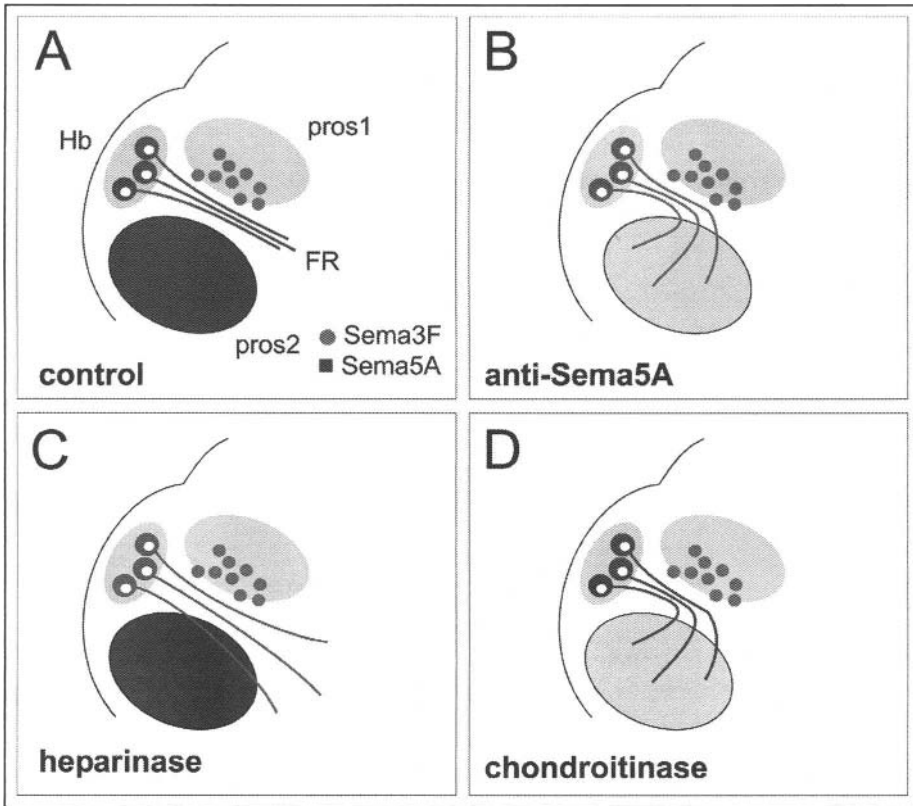 A
Hb
pros1
FR
pros2
Sema3F
Sema5A
control
B
anti-Sema5A
C
heparinase
D
chondroitinase